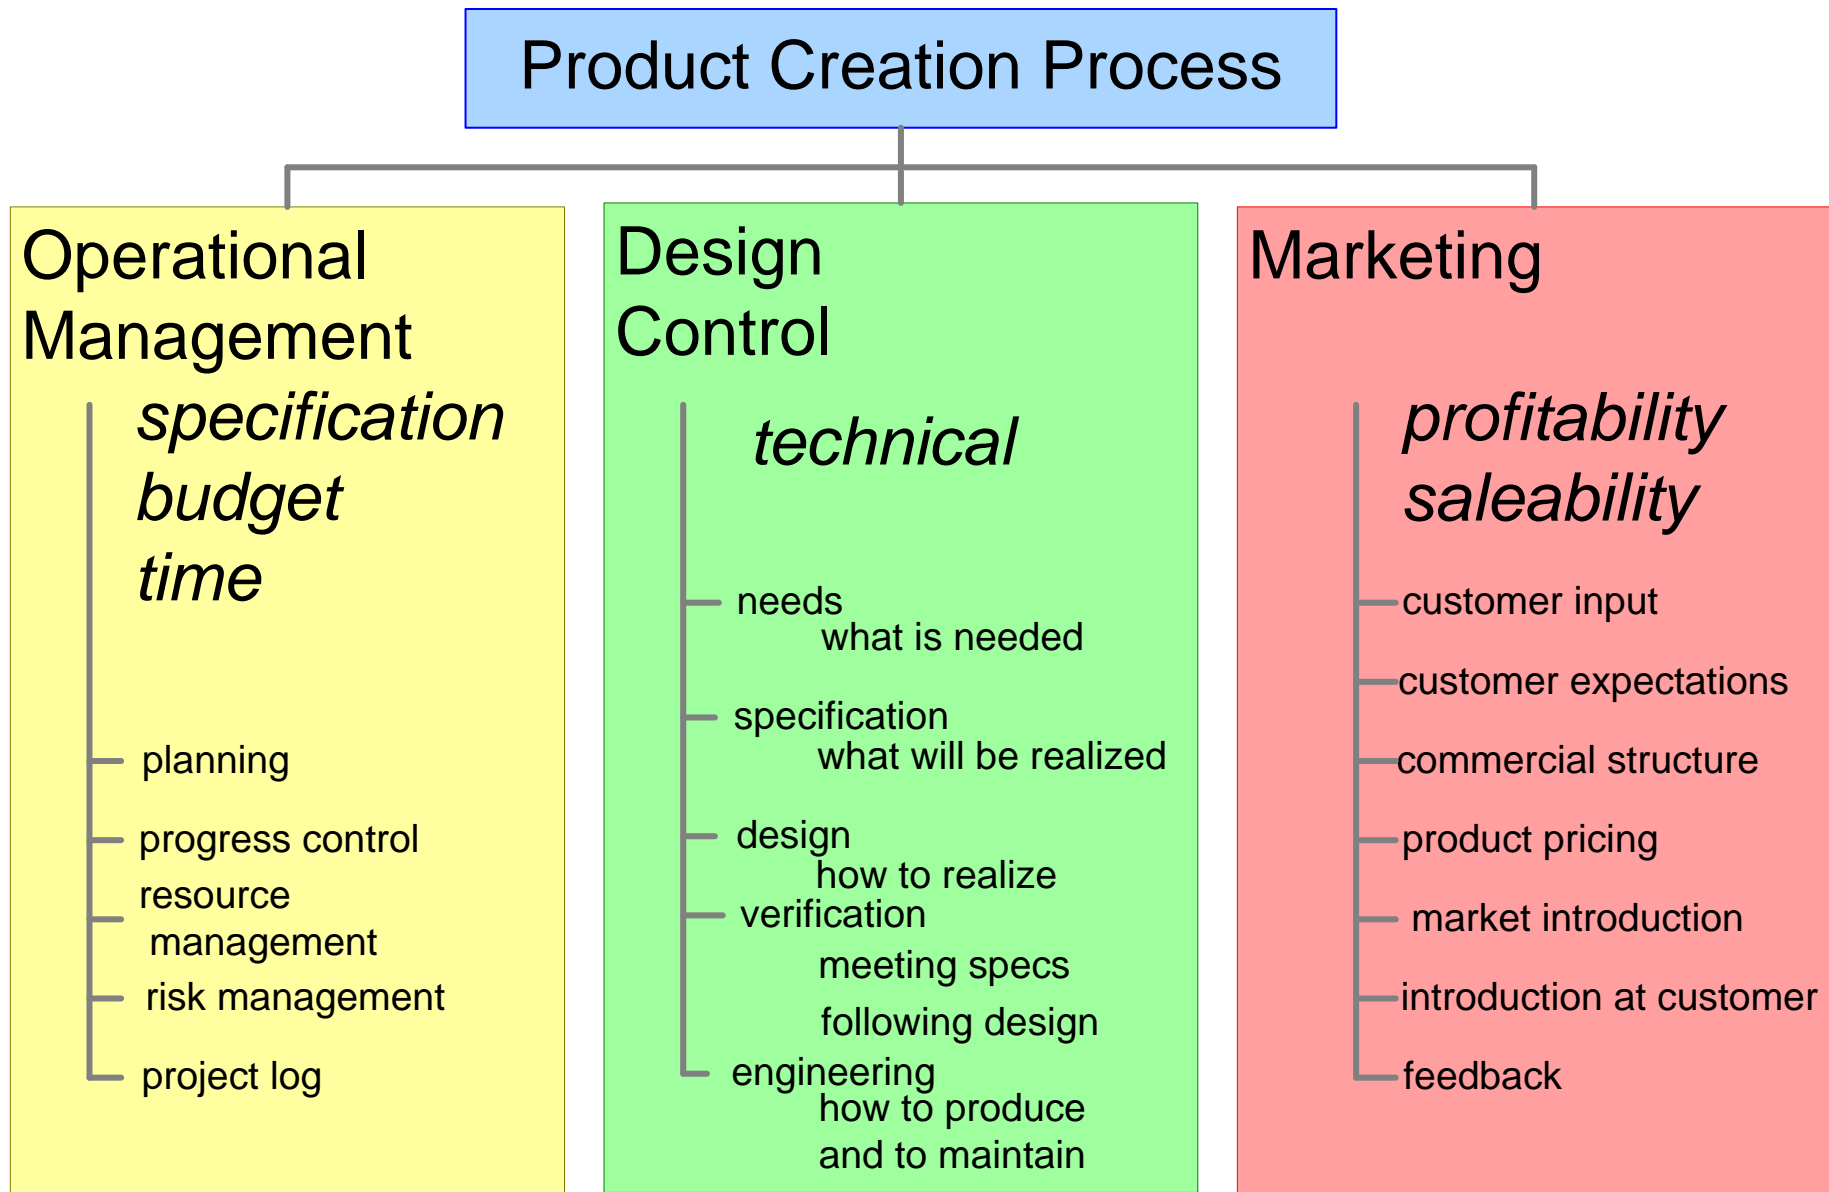 Product Creation Process
Operational
Management
specification
budget
time
planning
progress control
resource
management
risk management
project log
Design
Control
technical
needs
what is needed
specification
what will be realized
design
how to realize
verification
meeting specs
following design
engineering
how to produce
and to maintain
Marketing
profitability
saleability
customer input
customer expectations
commercial structure
product pricing
market introduction
introduction at customer
feedback